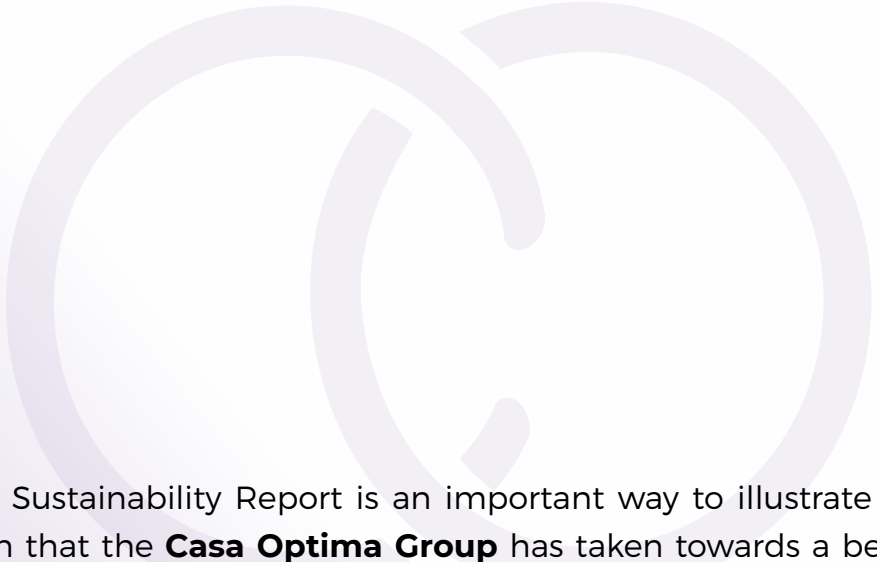 Sustainability Report is an important way to illustrate
that the Casa Optima Group has taken towards a